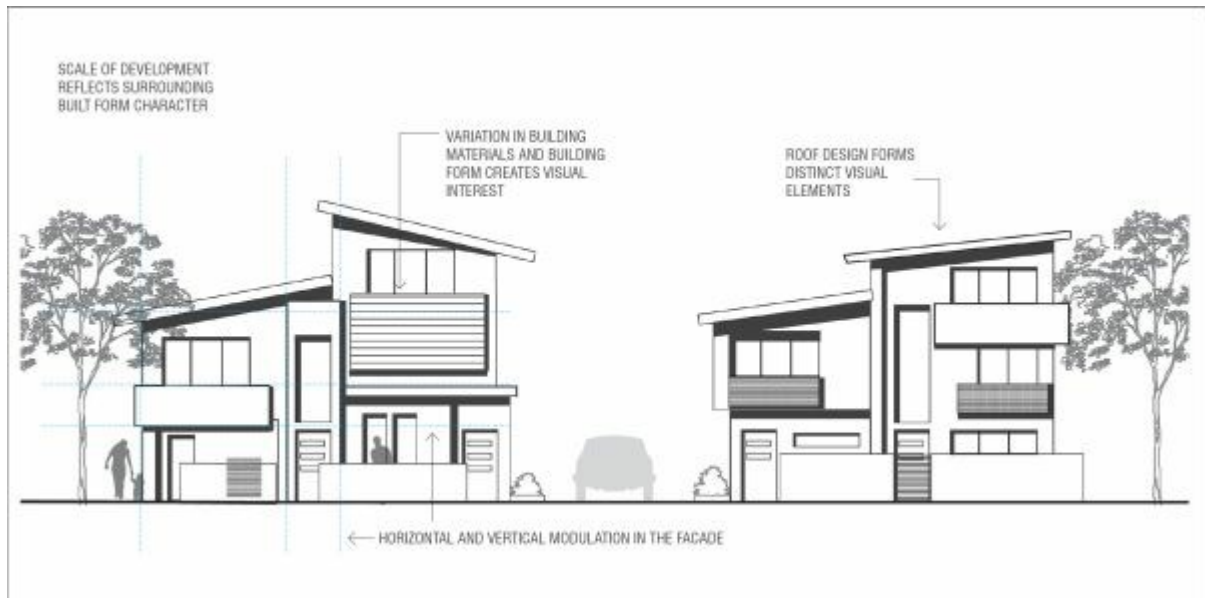 SCALE OF DEVELOPMENT
REFLECTS SURROUNDING
BUILT FORM CHARACTER
VARIATION IN BUILDING
MATERIALS AND BUILDING
FORM CREATES VISUAL
INTEREST
ROOF DESIGN FORMS
DISTINCT VISUAL
ELEMENTS
HORIZONTAL AND VERTICAL MODULATION IN THE FACADE